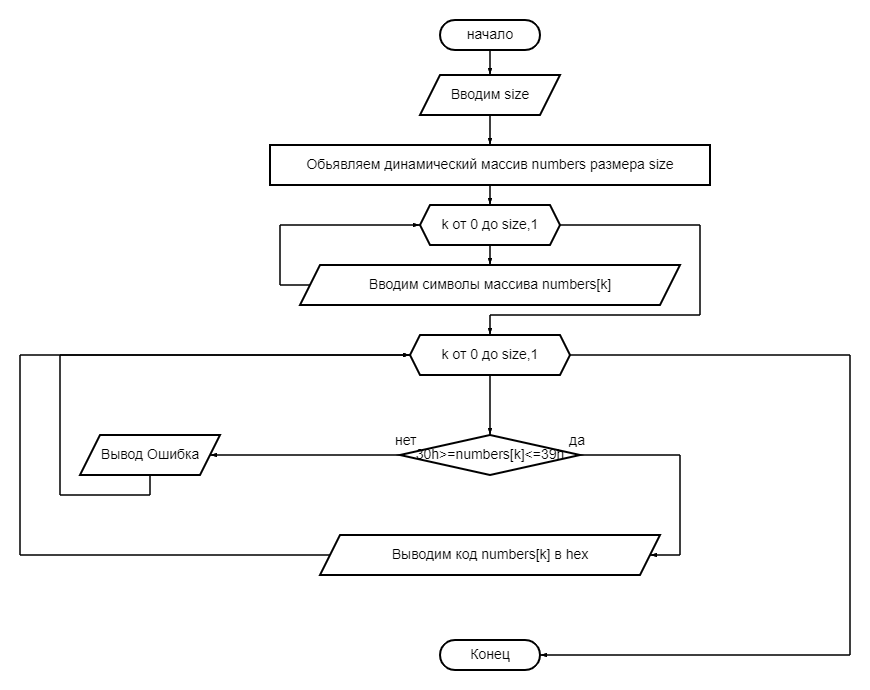 начало
Вводим size
Обьявляем динамический массив numbers размера size
k от 0 до size,1
Вводим символы массива numbers[k]
k от 0 до size,1
нет
да
30h>=numbers[k]<=39h
Вывод Ошибка
Выводим код numbers[k] в hex
Конец